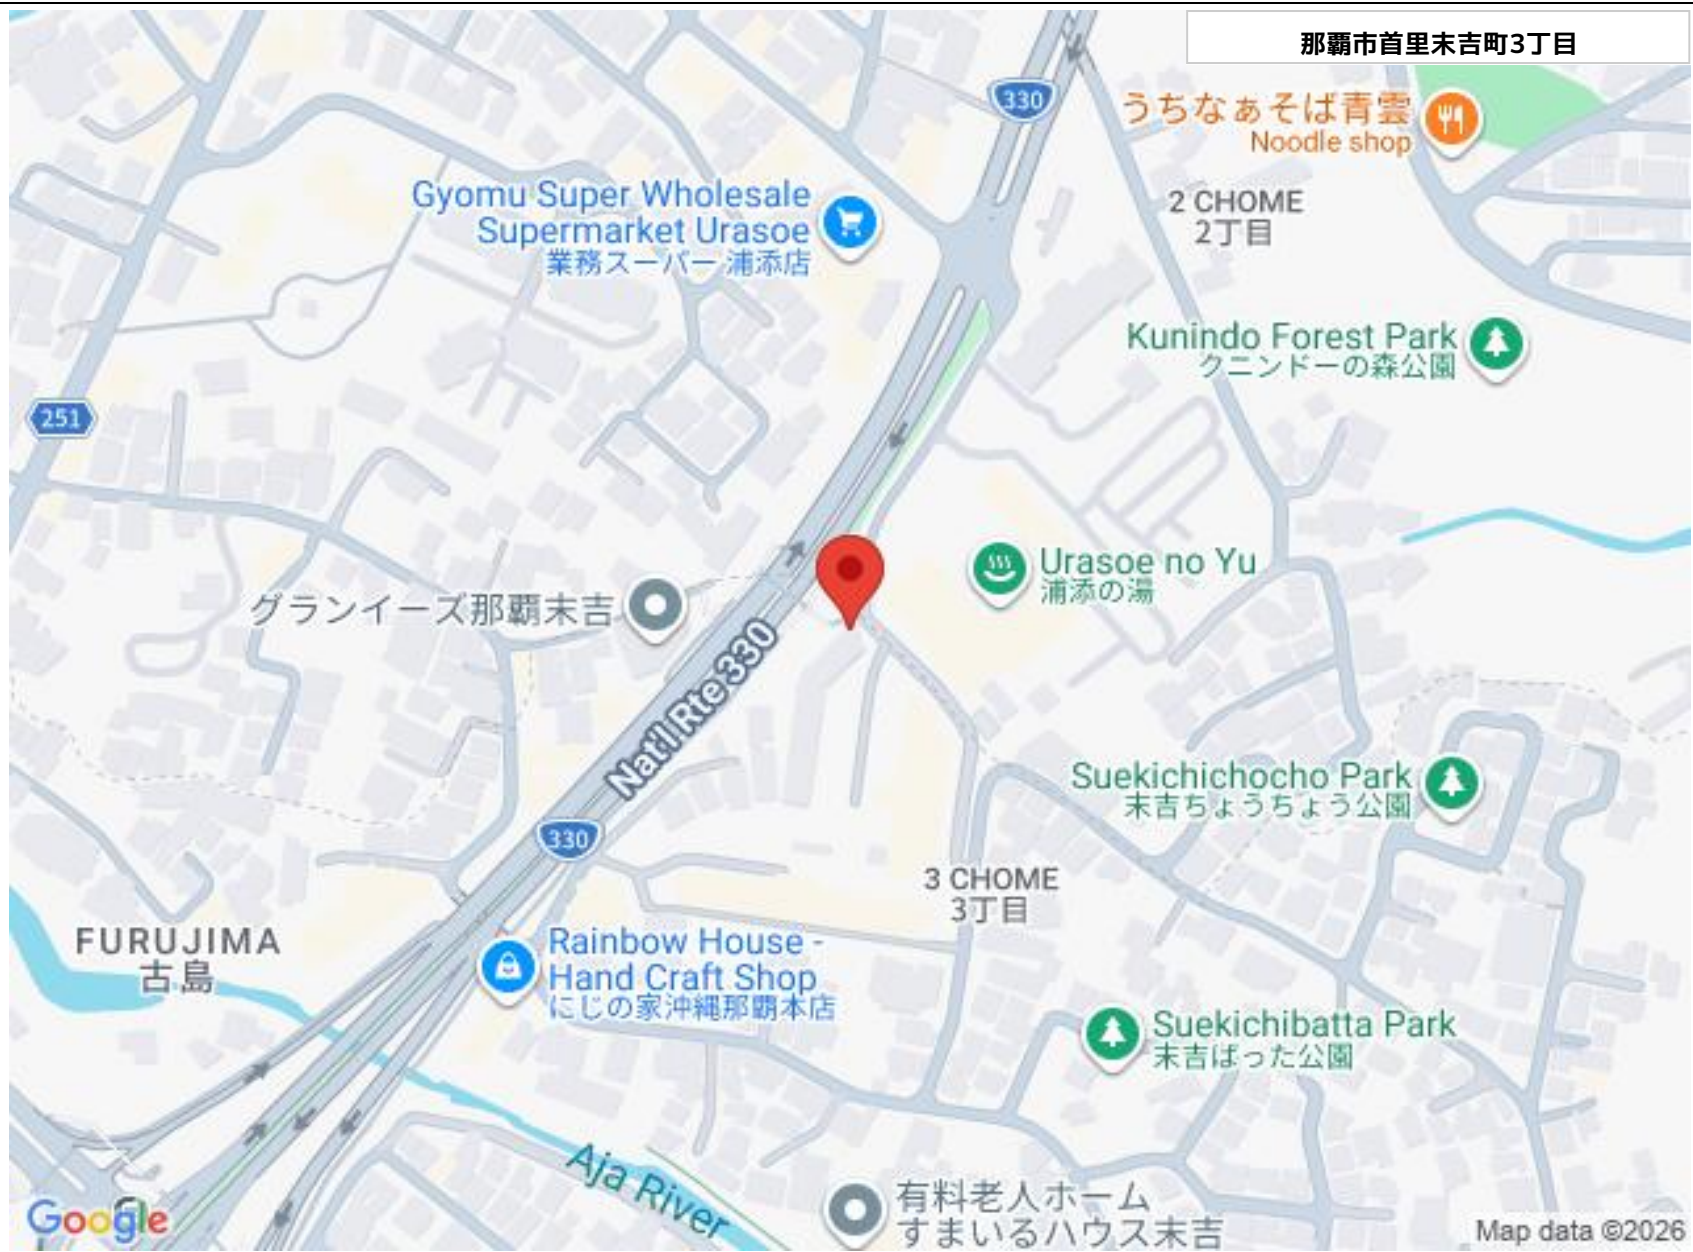 那覇市首里末吉町3丁目
330
うちなぁそば青雲
Noodle shop
Gyomu Super Wholesale
Supermarket Urasoe
業務スーパー 浦添店
2 CHOME
2丁目
Kunindo Forest Park
クニンドーの森公園
251
Urasoe no Yu
浦添の湯
グランイーズ那覇末吉
Nat'l Rte 330
Suekichichocho Park
末吉ちょうちょう公園
330
3 CHOME
3丁目
FURUJIMA
古島
Rainbow House -
Hand Craft Shop
にじの家沖縄那覇本店
Suekichibatta Park
末吉ばった公園
Aja River
有料老人ホーム
すまいるハウス末吉
Google
Map data ©2026